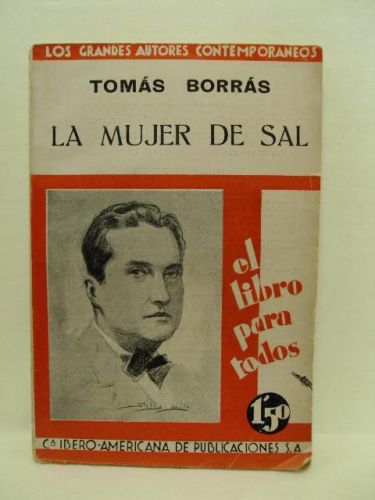 LOS GRANDES AUTORES CONTEMPORANEOS
TOMÁS BORRÁS
LA MUJER DE SAL
el
libro
para
todos
1'50
Cª IBERO-AMERICANA DE PUBLICACIONES S.A